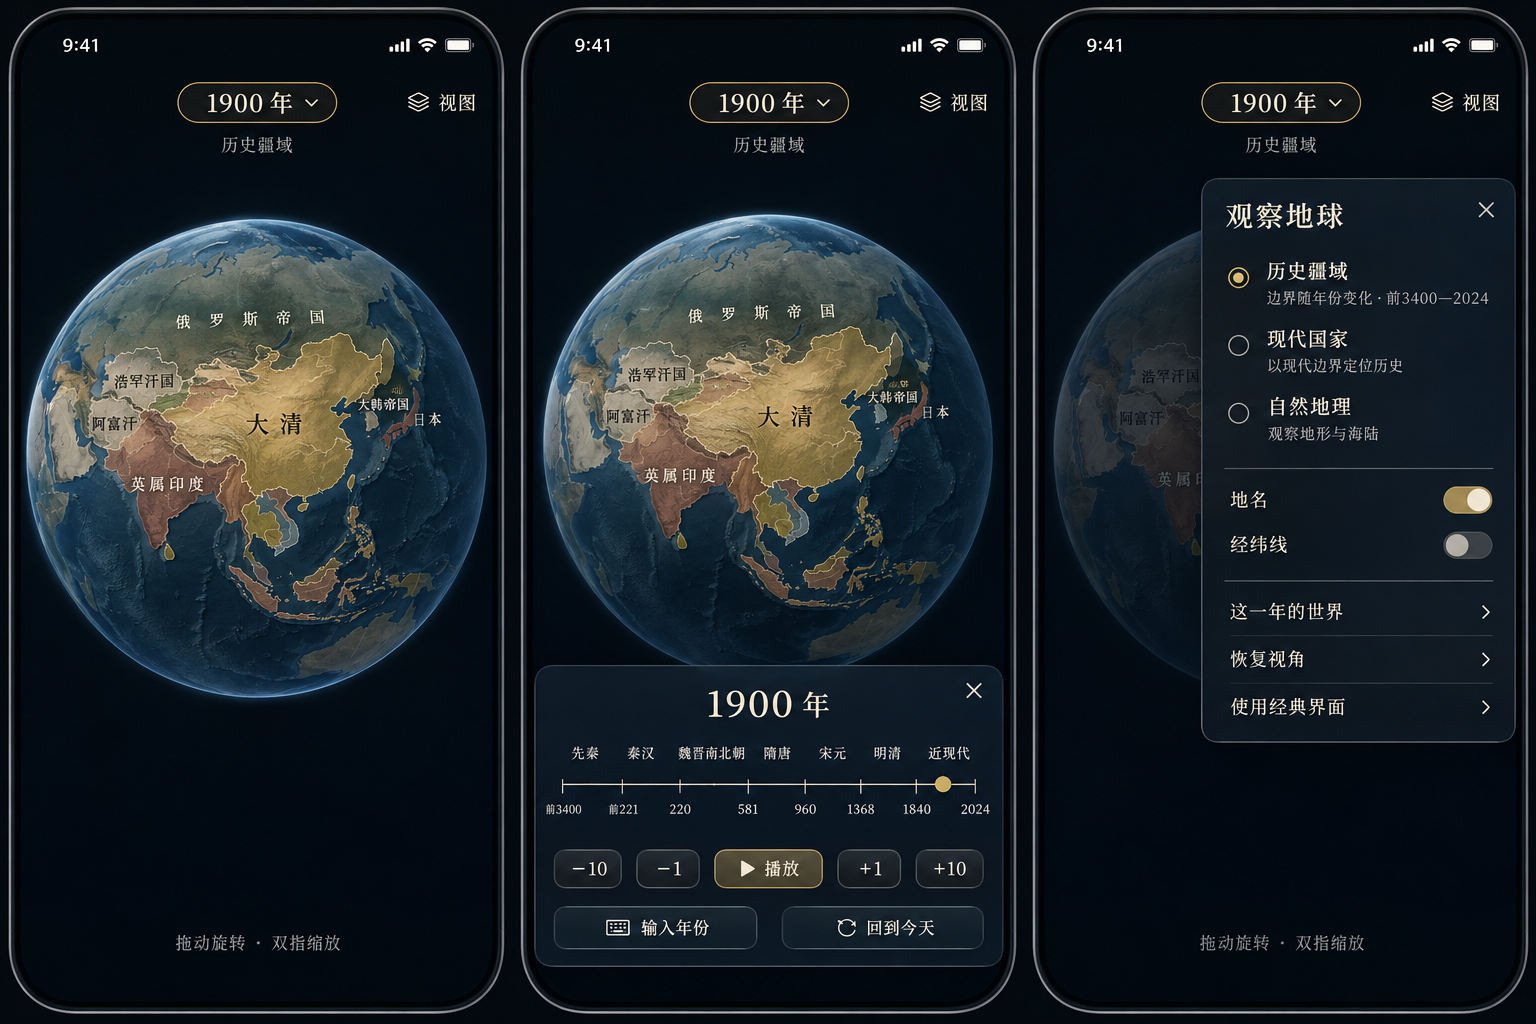 9:41
1900 年
视图
历史疆域
俄罗斯帝国
浩罕汗国
阿富汗
大清
大韩帝国
日本
英属印度
拖动旋转 · 双指缩放
9:41
1900 年
视图
历史疆域
俄罗斯帝国
浩罕汗国
阿富汗
大清
大韩帝国
日本
英属印度
1900 年
先秦 秦汉 魏晋南北朝 隋唐 宋元 明清 近现代
前3400 前221 220 581 960 1368 1840 2024
−10 −1 播放 +1 +10
输入年份 回到今天
9:41
1900 年
视图
历史疆域
浩罕汗国
阿富汗
英属印
观察地球
历史疆域
边界随年份变化 · 前3400—2024
现代国家
以现代边界定位历史
自然地理
观察地形与海陆
地名
经纬线
这一年的世界
恢复视角
使用经典界面
拖动旋转 · 双指缩放